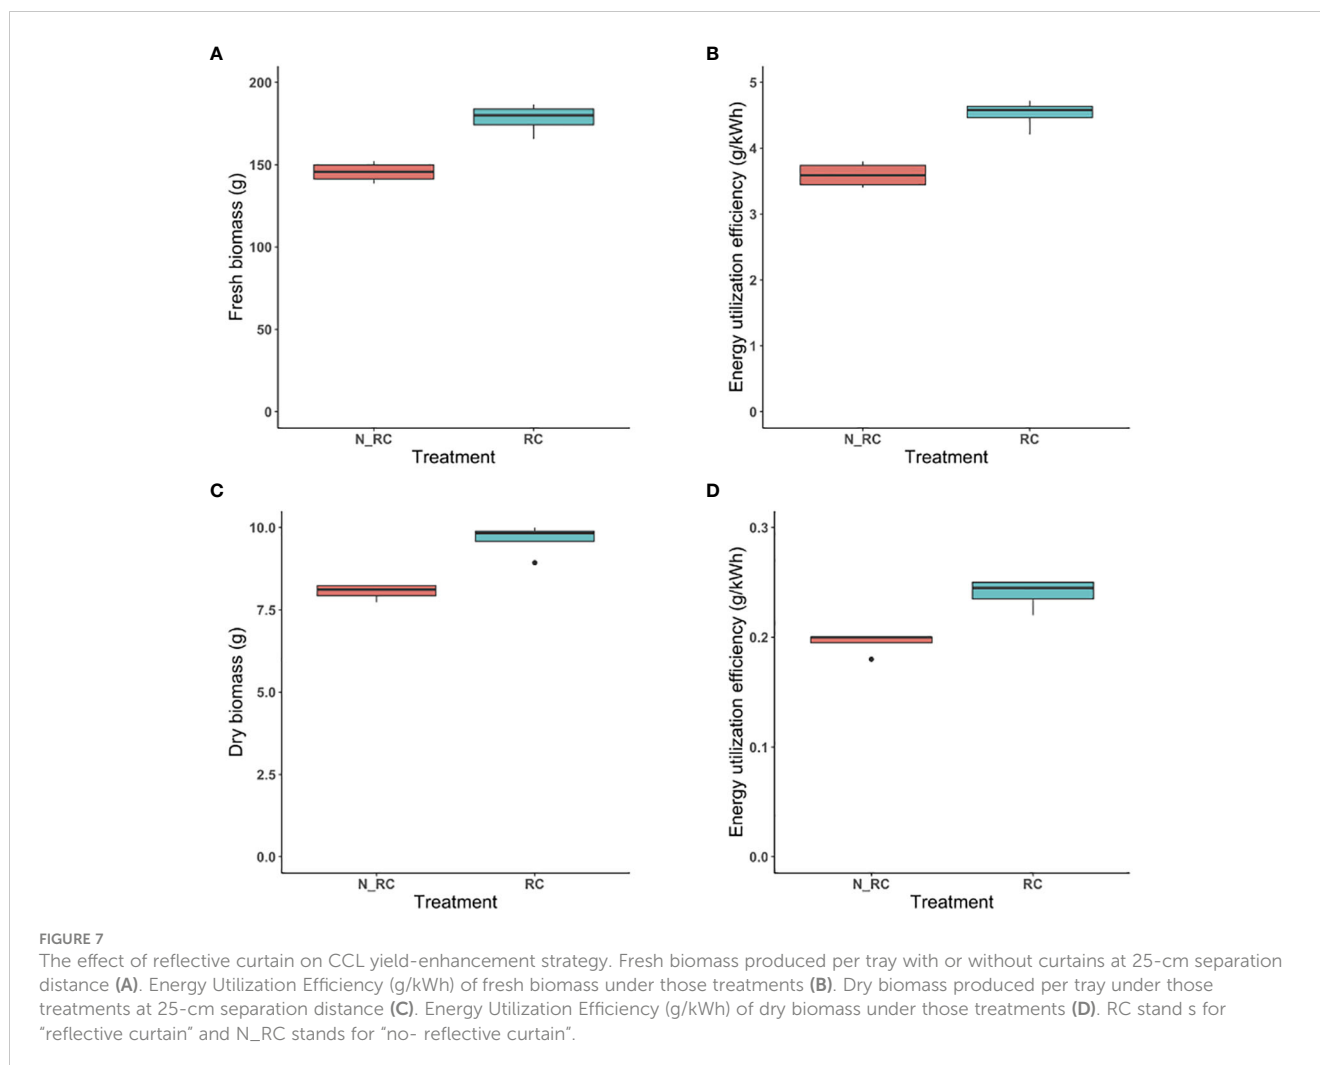 A
200
150
100
50
0
Fresh biomass (g)
N_RC
RC
Treatment
B
5
4
3
2
1
0
Energy utilization efficiency (g/kWh)
N_RC
RC
Treatment
C
10.0
7.5
5.0
2.5
0.0
Dry biomass (g)
N_RC
RC
Treatment
D
0.3
0.2
0.1
0.0
Energy utilization efficiency (g/kWh)
N_RC
RC
Treatment
FIGURE 7
The effect of reflective curtain on CCL yield-enhancement strategy. Fresh biomass produced per tray with or without curtains at 25-cm separation
distance (A). Energy Utilization Efficiency (g/kWh) of fresh biomass under those treatments (B). Dry biomass produced per tray under those
treatments at 25-cm separation distance (C). Energy Utilization Efficiency (g/kWh) of dry biomass under those treatments (D). RC stand s for
“reflective curtain” and N_RC stands for “no- reflective curtain”.